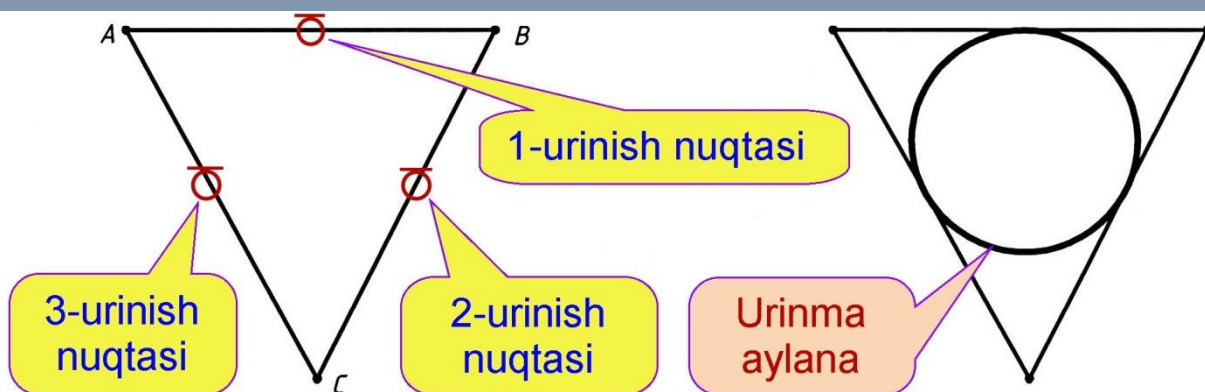 A
B
1-urinish nuqtasi
3-urinish
nuqtasi
2-urinish
nuqtasi
C
Urinma
aylana